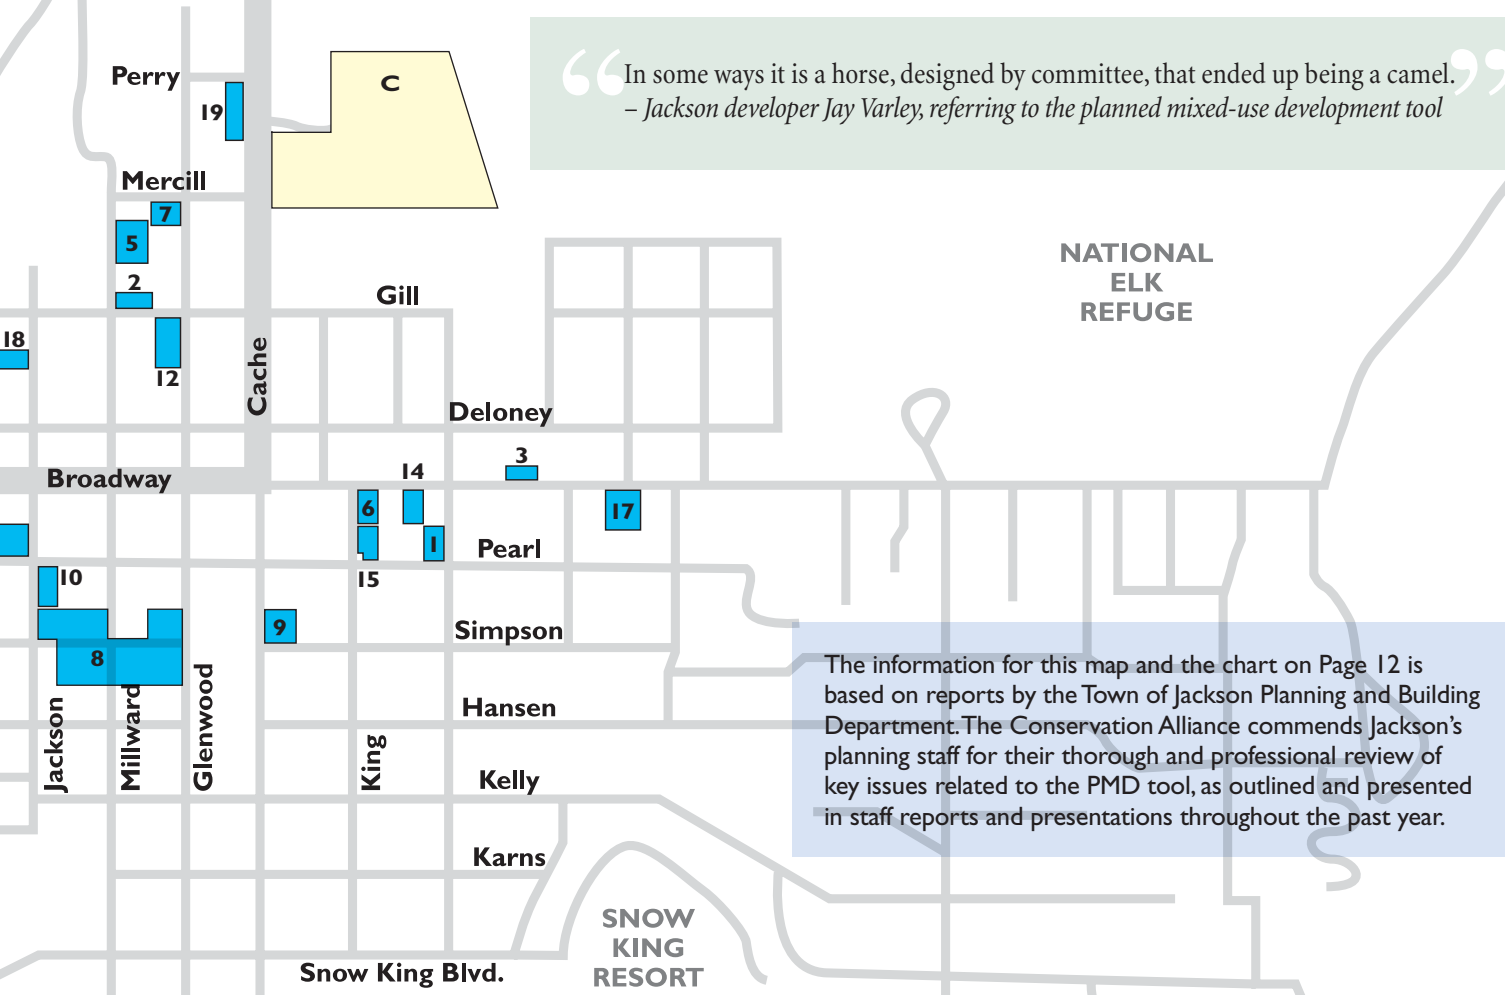 Perry
C
19
“In some ways it is a horse, designed by committee, that ended up being a camel.”
– Jackson developer Jay Varley, referring to the planned mixed-use development tool
Mercill
7
5
2
Gill
NATIONAL
ELK
REFUGE
18
12
Cache
Deloney
Broadway
14
3
6
17
1
Pearl
15
10
9
Simpson
8
Jackson
Millward
Glenwood
King
Hansen
Kelly
Karns
The information for this map and the chart on Page 12 is
based on reports by the Town of Jackson Planning and Building
Department. The Conservation Alliance commends Jackson’s
planning staff for their thorough and professional review of
key issues related to the PMD tool, as outlined and presented
in staff reports and presentations throughout the past year.
SNOW
KING
RESORT
Snow King Blvd.